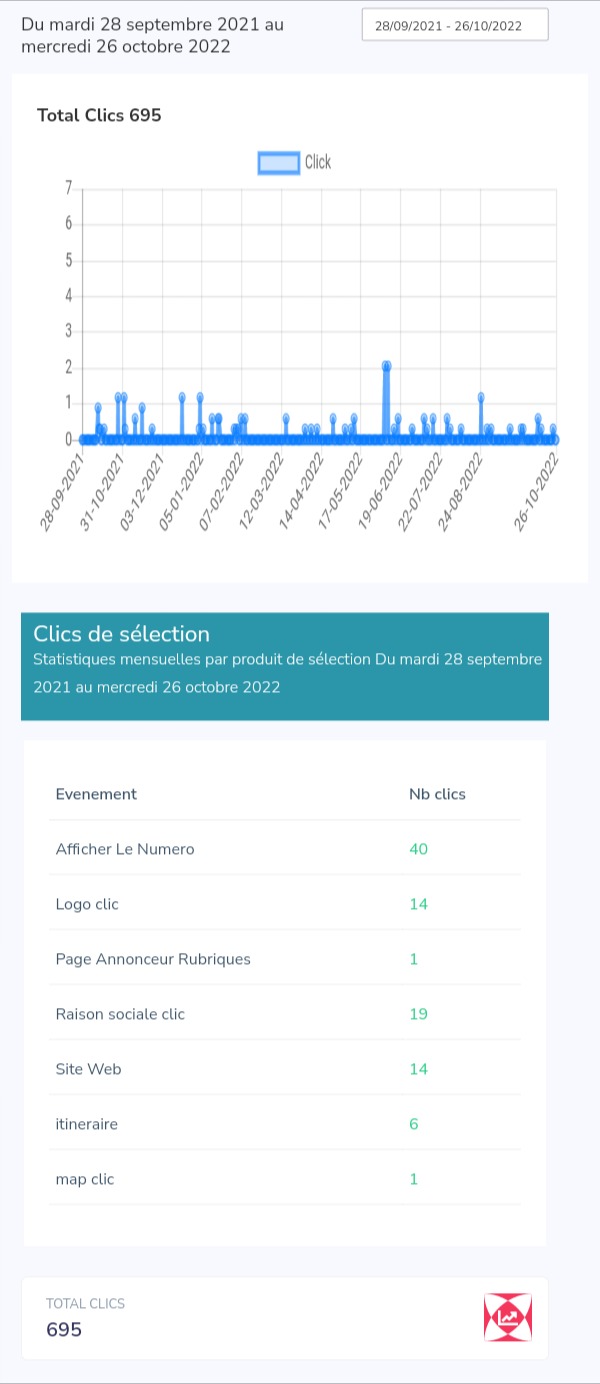 Du mardi 28 septembre 2021 au
mercredi 26 octobre 2022
28/09/2021 - 26/10/2022
Total Clics 695
Click
7
6
5
4
3
2
1
0
28-09-2021
31-10-2021
03-12-2021
05-01-2022
07-02-2022
12-03-2022
14-04-2022
17-05-2022
19-06-2022
22-07-2022
24-08-2022
26-10-2022
Clics de sélection
Statistiques mensuelles par produit de sélection Du mardi 28 septembre
2021 au mercredi 26 octobre 2022
Evenement Nb clics
Afficher Le Numero 40
Logo clic 14
Page Annonceur Rubriques 1
Raison sociale clic 19
Site Web 14
itineraire 6
map clic 1
TOTAL CLICS
695